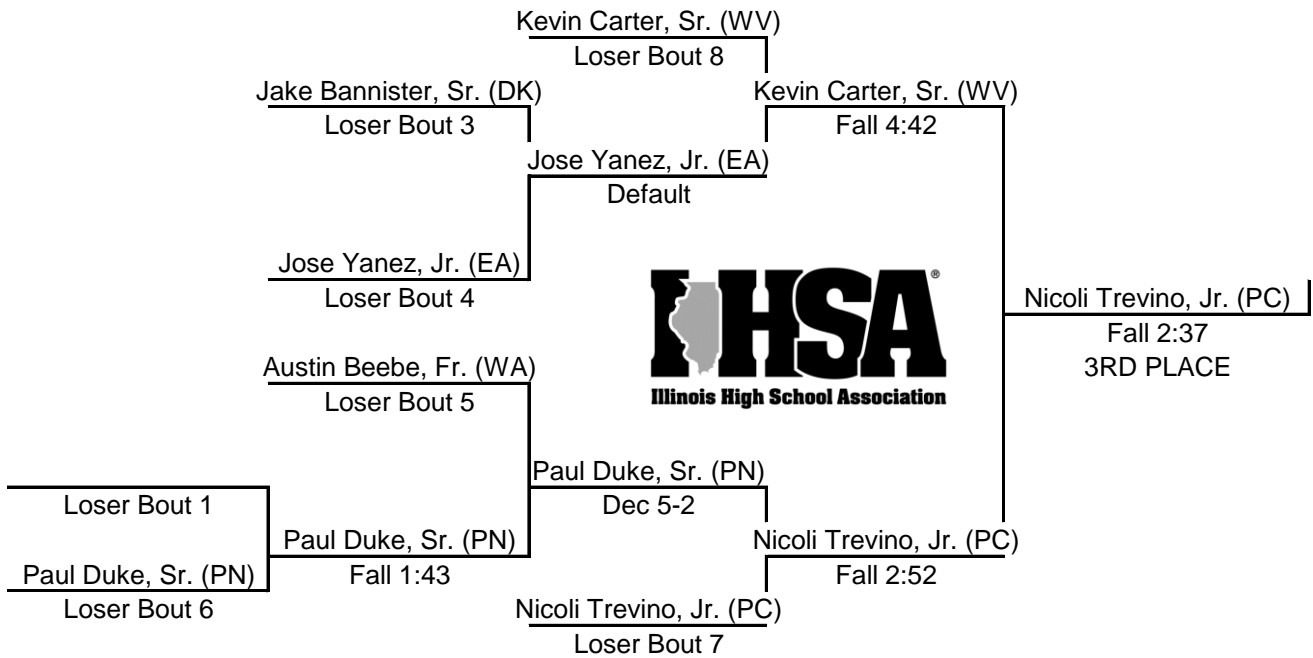 Kevin Carter, Sr. (WV)
Loser Bout 8
Jake Bannister, Sr. (DK)
Loser Bout 3
Kevin Carter, Sr. (WV)
Fall 4:42
Jose Yanez, Jr. (EA)
Default
Jose Yanez, Jr. (EA)
Loser Bout 4
IHSA®
Illinois High School Association
Nicoli Trevino, Jr. (PC)
Fall 2:37
3RD PLACE
Austin Beebe, Fr. (WA)
Loser Bout 5
Paul Duke, Sr. (PN)
Dec 5-2
Loser Bout 1
Paul Duke, Sr. (PN)
Fall 1:43
Nicoli Trevino, Jr. (PC)
Fall 2:52
Paul Duke, Sr. (PN)
Loser Bout 6
Nicoli Trevino, Jr. (PC)
Loser Bout 7